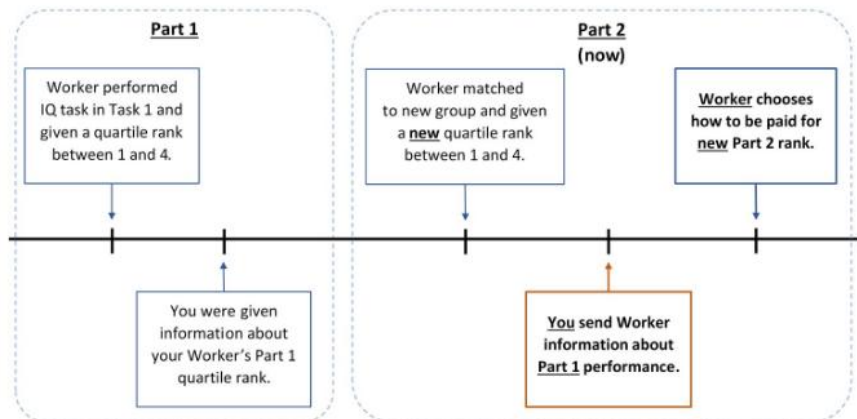 Part 1
Part 2
(now)
Worker performed
IQ task in Task 1 and
given a quartile rank
between 1 and 4.
Worker matched
to new group and given
a new quartile rank
between 1 and 4.
Worker chooses
how to be paid for
new Part 2 rank.
You were given
information about
your Worker's Part 1
quartile rank.
You send Worker
information about
Part 1 performance.